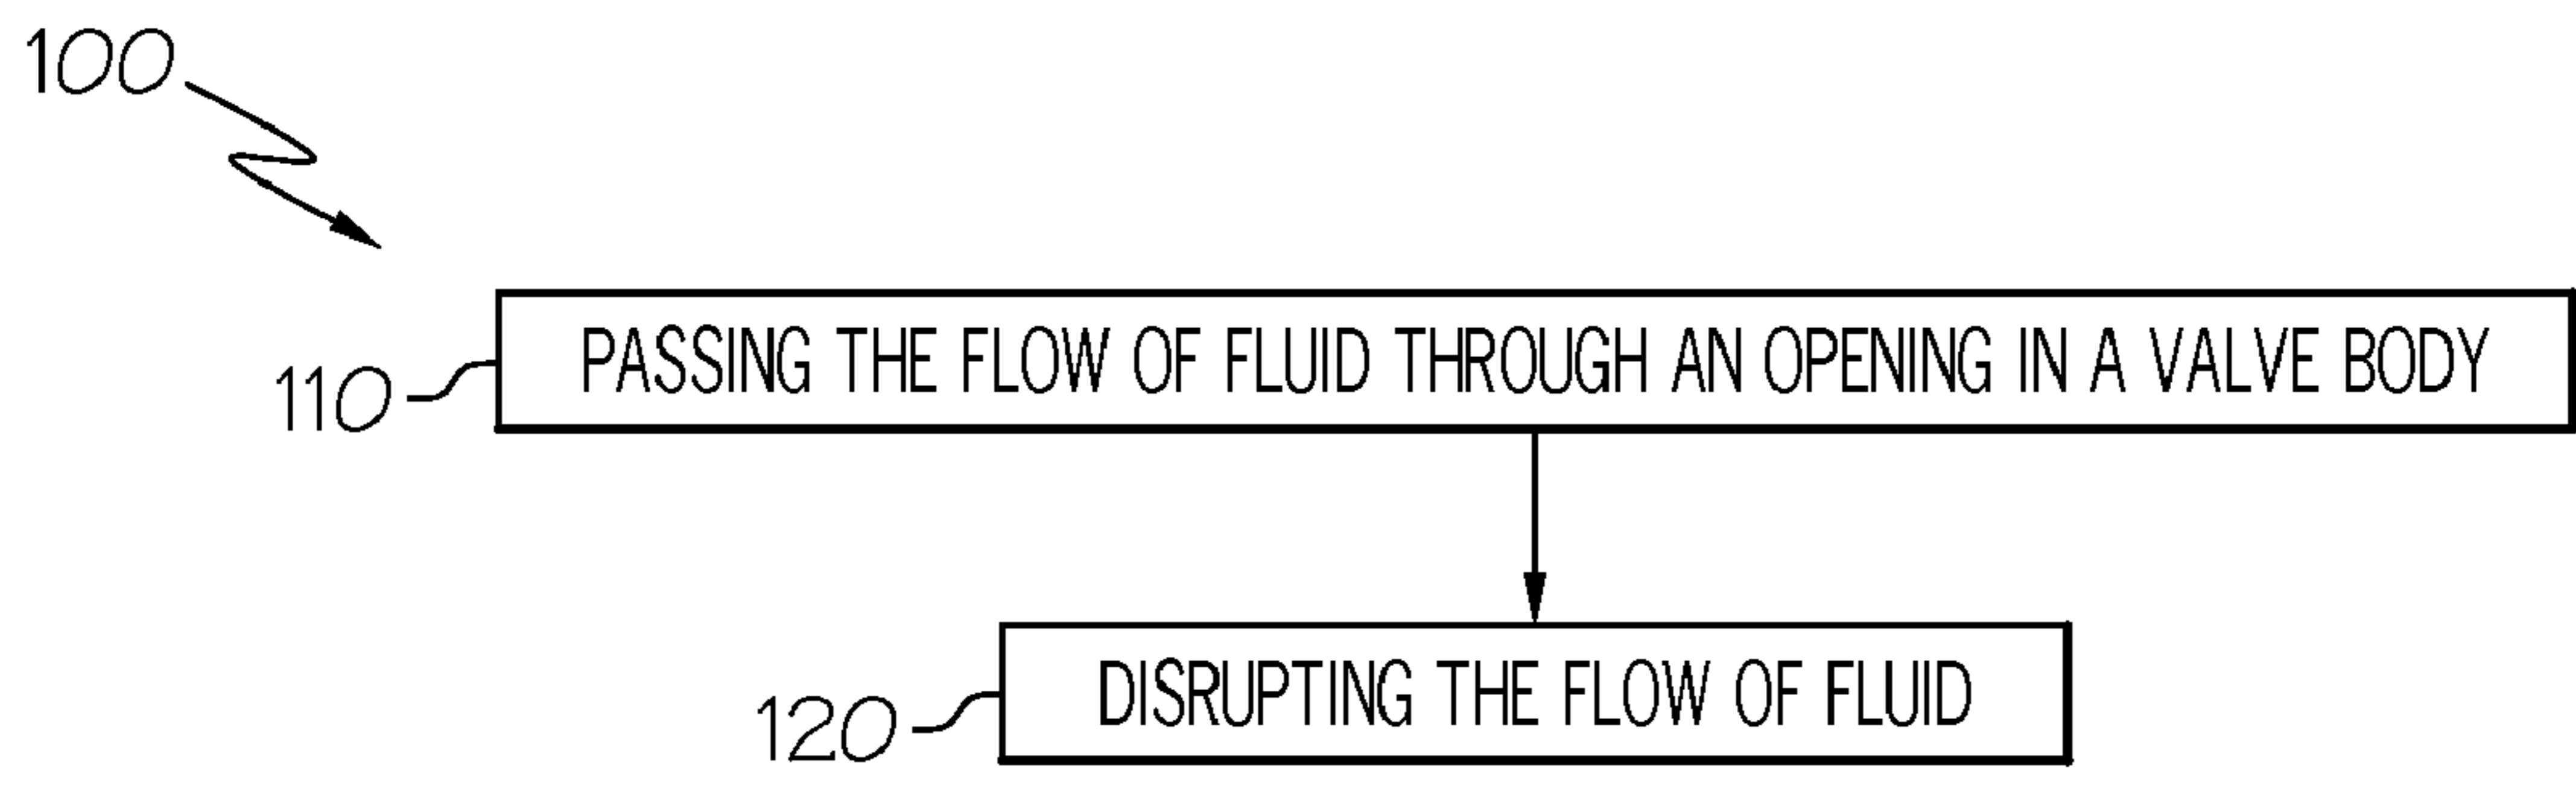 100
110 PASSING THE FLOW OF FLUID THROUGH AN OPENING IN A VALVE BODY
120 DISRUPTING THE FLOW OF FLUID